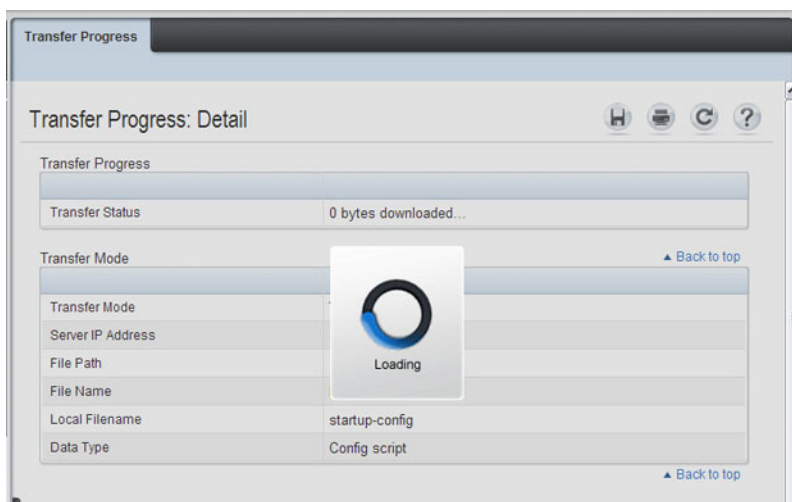 Transfer Progress
Transfer Progress: Detail
Transfer Progress
Transfer Status 0 bytes downloaded...
Transfer Mode ▲ Back to top
Transfer Mode
Server IP Address
File Path
Loading
File Name
Local Filename startup-config
Data Type Config script
▲ Back to top